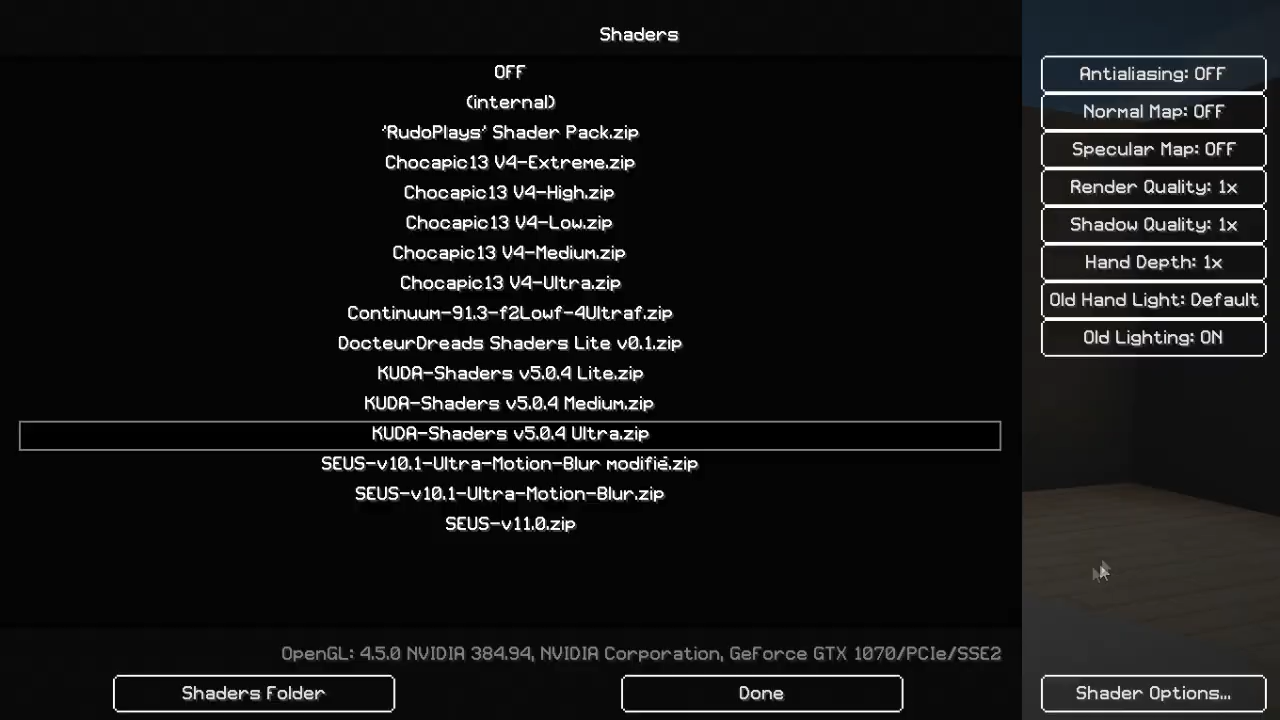 Shaders
OFF
(internal)
'RudoPlays' Shader Pack.zip
Chocapic13 V4-Extreme.zip
Chocapic13 V4-High.zip
Chocapic13 V4-Low.zip
Chocapic13 V4-Medium.zip
Chocapic13 V4-Ultra.zip
Continuum-91.3-f2Lowf-4Ultraf.zip
DocteurDreads Shaders Lite v0.1.zip
KUDA-Shaders v5.0.4 Lite.zip
KUDA-Shaders v5.0.4 Medium.zip
KUDA-Shaders v5.0.4 Ultra.zip
SEUS-v10.1-Ultra-Motion-Blur modifié.zip
SEUS-v10.1-Ultra-Motion-Blur.zip
SEUS-v11.0.zip
Antialiasing: OFF
Normal Map: OFF
Specular Map: OFF
Render Quality: 1x
Shadow Quality: 1x
Hand Depth: 1x
Old Hand Light: Default
Old Lighting: ON
OpenGL: 4.5.0 NVIDIA 384.94, NVIDIA Corporation, GeForce GTX 1070/PCIe/SSE2
Shaders Folder
Done
Shader Options...